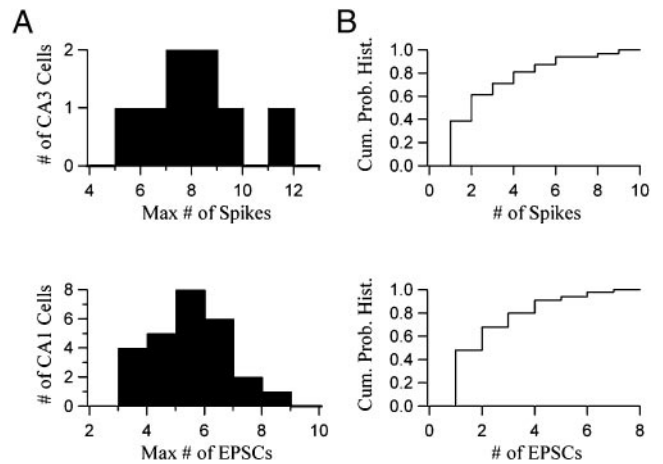 A
B
# of CA3 Cells
2
1
0
4 6 8 10 12
Max # of Spikes
Cum. Prob. Hist.
1.0
0.8
0.6
0.4
0.2
0.0
0 2 4 6 8 10
# of Spikes
# of CA1 Cells
8
6
4
2
0
2 4 6 8 10
Max # of EPSCs
Cum. Prob. Hist.
1.0
0.8
0.6
0.4
0.2
0.0
0 2 4 6 8
# of EPSCs